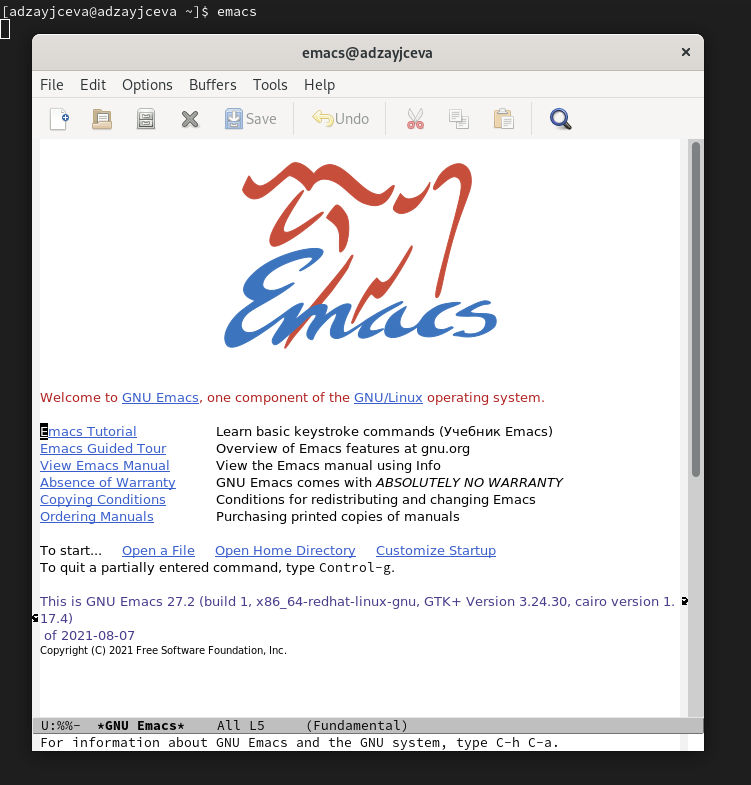 [adzayjceva@adzayjceva ~]$ emacs
emacs@adzayjceva
File Edit Options Buffers Tools Help
Save Undo
Emacs
Welcome to GNU Emacs, one component of the GNU/Linux operating system.
Emacs Tutorial Learn basic keystroke commands (Учебник Emacs)
Emacs Guided Tour Overview of Emacs features at gnu.org
View Emacs Manual View the Emacs manual using Info
Absence of Warranty GNU Emacs comes with ABSOLUTELY NO WARRANTY
Copying Conditions Conditions for redistributing and changing Emacs
Ordering Manuals Purchasing printed copies of manuals
To start... Open a File Open Home Directory Customize Startup
To quit a partially entered command, type Control-g.
This is GNU Emacs 27.2 (build 1, x86_64-redhat-linux-gnu, GTK+ Version 3.24.30, cairo version 1.
17.4)
of 2021-08-07
Copyright (C) 2021 Free Software Foundation, Inc.
U:%%- *GNU Emacs* All L5 (Fundamental)
For information about GNU Emacs and the GNU system, type C-h C-a.